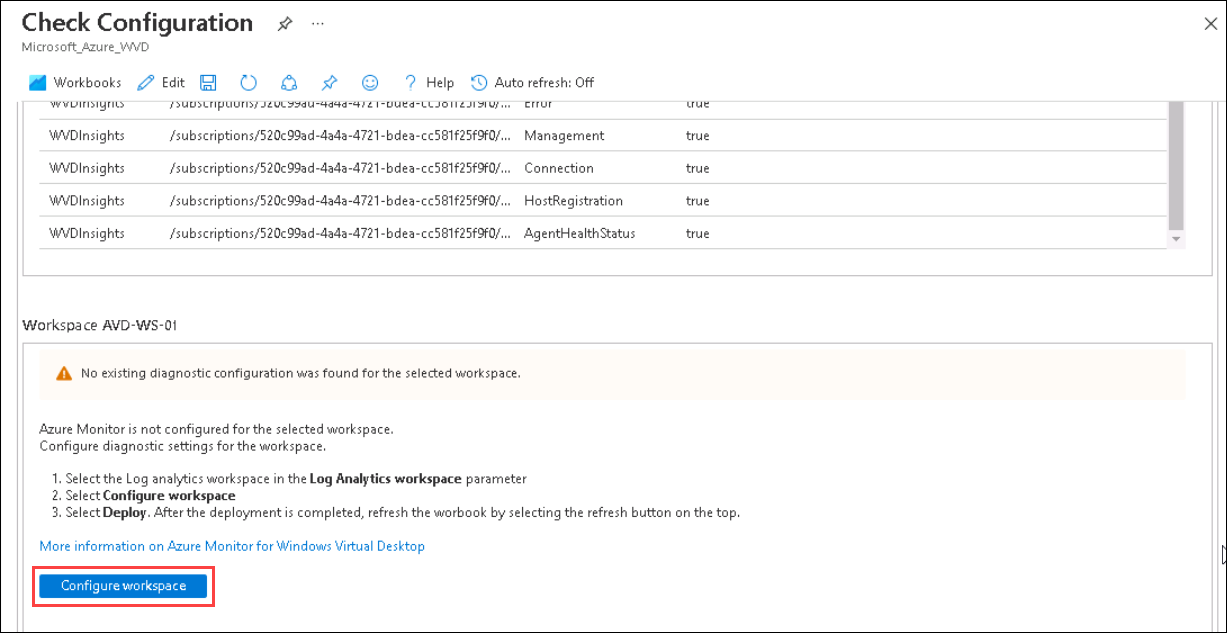 Check Configuration ...
Microsoft_Azure_WVD
Workbooks Edit ? Help Auto refresh: Off
WVDInsights /subscriptions/520c99ad-4a4a-4721-bdea-cc581f25f9f0/... Error true
WVDInsights /subscriptions/520c99ad-4a4a-4721-bdea-cc581f25f9f0/... Management true
WVDInsights /subscriptions/520c99ad-4a4a-4721-bdea-cc581f25f9f0/... Connection true
WVDInsights /subscriptions/520c99ad-4a4a-4721-bdea-cc581f25f9f0/... HostRegistration true
WVDInsights /subscriptions/520c99ad-4a4a-4721-bdea-cc581f25f9f0/... AgentHealthStatus true
Workspace AVD-WS-01
No existing diagnostic configuration was found for the selected workspace.
Azure Monitor is not configured for the selected workspace.
Configure diagnostic settings for the workspace.
1. Select the Log analytics workspace in the Log Analytics workspace parameter
2. Select Configure workspace
3. Select Deploy. After the deployment is completed, refresh the worbook by selecting the refresh button on the top.
More information on Azure Monitor for Windows Virtual Desktop
Configure workspace